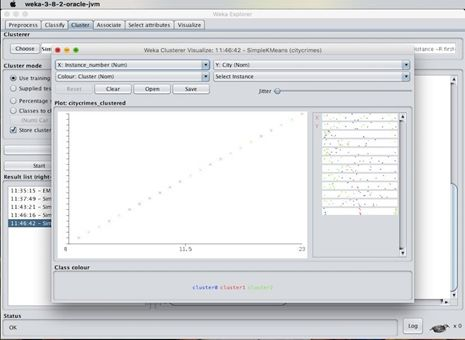 weka-3-8-2-oracle-jvm
Weka Explorer
Preprocess Classify Cluster Associate Select attributes Visualize
Clusterer
Choose
Weka Clusterer Visualize: 11:46:42 - SimpleKMeans (citycrimes)
X: Instance_number (Num) Y: City (Nom)
Colour: Cluster (Nom) Select Instance
Reset Clear Open Save Jitter
Plot: citycrimes_clustered
Cluster mode
Use training
Supplied test
Percentage
Classes to cl
Store cluster
Start
Result list (right-
11:35:15 - EM
11:37:49 - Sim
11:43:21 - Sim
11:46:16 - Sim
11:46:42 - Sim
X
Y
0 11.5 23
Class colour
cluster0 cluster1 cluster2
Status
OK
Log x 0